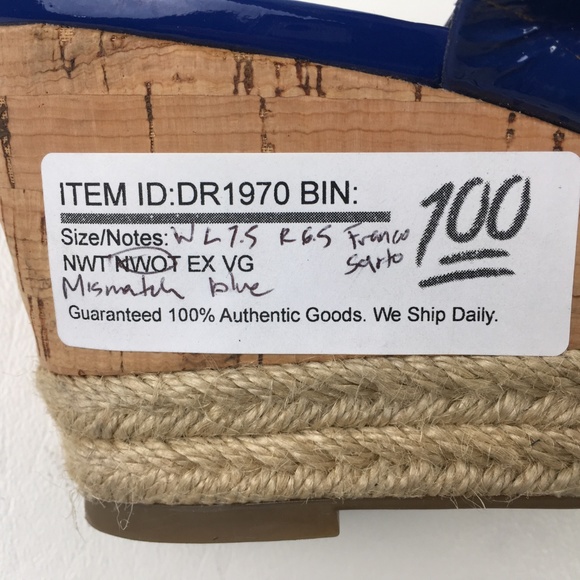 ITEM ID:DR1970 BIN:
100
Size/Notes: W L 7.5 R 6.5 Franco Sarto
NWT NWOT EX VG
Mismatch blue
Guaranteed 100% Authentic Goods. We Ship Daily.